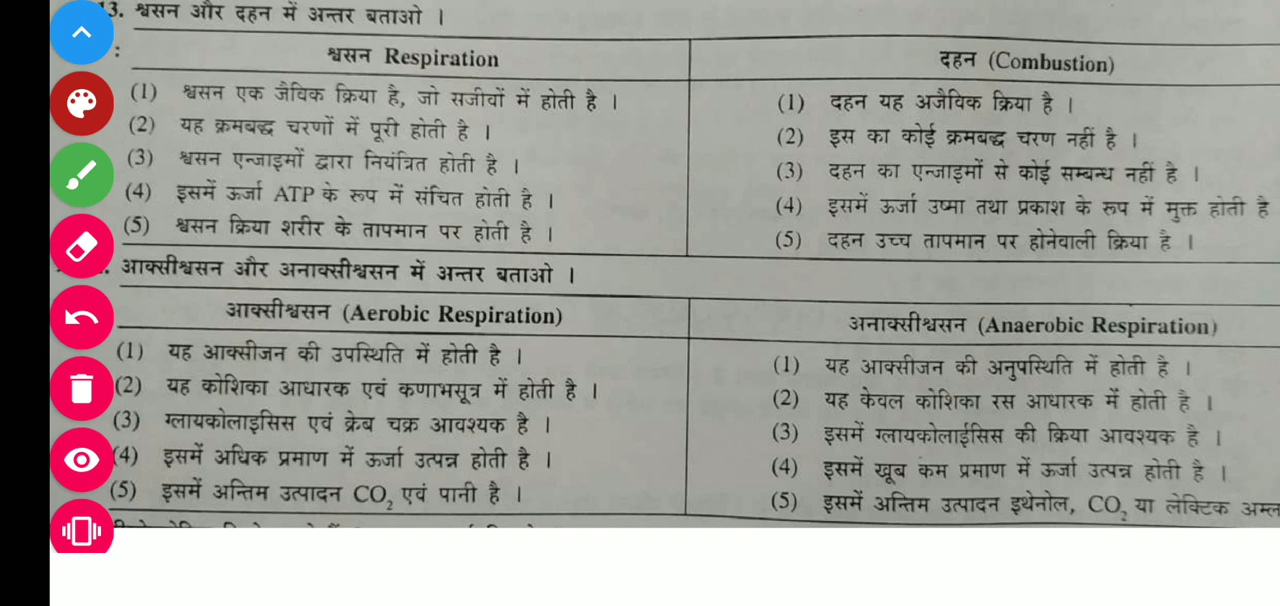 13. श्वसन और दहन में अन्तर बताओ ।
: श्वसन Respiration
दहन (Combustion)
(1) श्वसन एक जैविक क्रिया है, जो सजीवों में होती है ।
(2) यह क्रमबद्ध चरणों में पूरी होती है ।
(3) श्वसन एन्जाइमों द्वारा नियंत्रित होती है ।
(4) इसमें ऊर्जा ATP के रूप में संचित होती है ।
(5) श्वसन क्रिया शरीर के तापमान पर होती है ।
(1) दहन यह अजैविक क्रिया है ।
(2) इस का कोई क्रमबद्ध चरण नहीं है ।
(3) दहन का एन्जाइमों से कोई सम्बन्ध नहीं है ।
(4) इसमें ऊर्जा उष्मा तथा प्रकाश के रूप में मुक्त होती है
(5) दहन उच्च तापमान पर होनेवाली क्रिया है ।
आक्सीश्वसन और अनाक्सीश्वसन में अन्तर बताओ ।
आक्सीश्वसन (Aerobic Respiration)
अनाक्सीश्वसन (Anaerobic Respiration)
(1) यह आक्सीजन की उपस्थिति में होती है ।
(2) यह कोशिका आधारक एवं कणाभसूत्र में होती है ।
(3) ग्लायकोलाइसिस एवं क्रेब चक्र आवश्यक है ।
(4) इसमें अधिक प्रमाण में ऊर्जा उत्पन्न होती है ।
(5) इसमें अन्तिम उत्पादन CO₂ एवं पानी है ।
(1) यह आक्सीजन की अनुपस्थिति में होती है ।
(2) यह केवल कोशिका रस आधारक में होती है ।
(3) इसमें ग्लायकोलाईसिस की क्रिया आवश्यक है ।
(4) इसमें खूब कम प्रमाण में ऊर्जा उत्पन्न होती है ।
(5) इसमें अन्तिम उत्पादन इथेनोल, CO₂ या लेक्टिक अम्ल